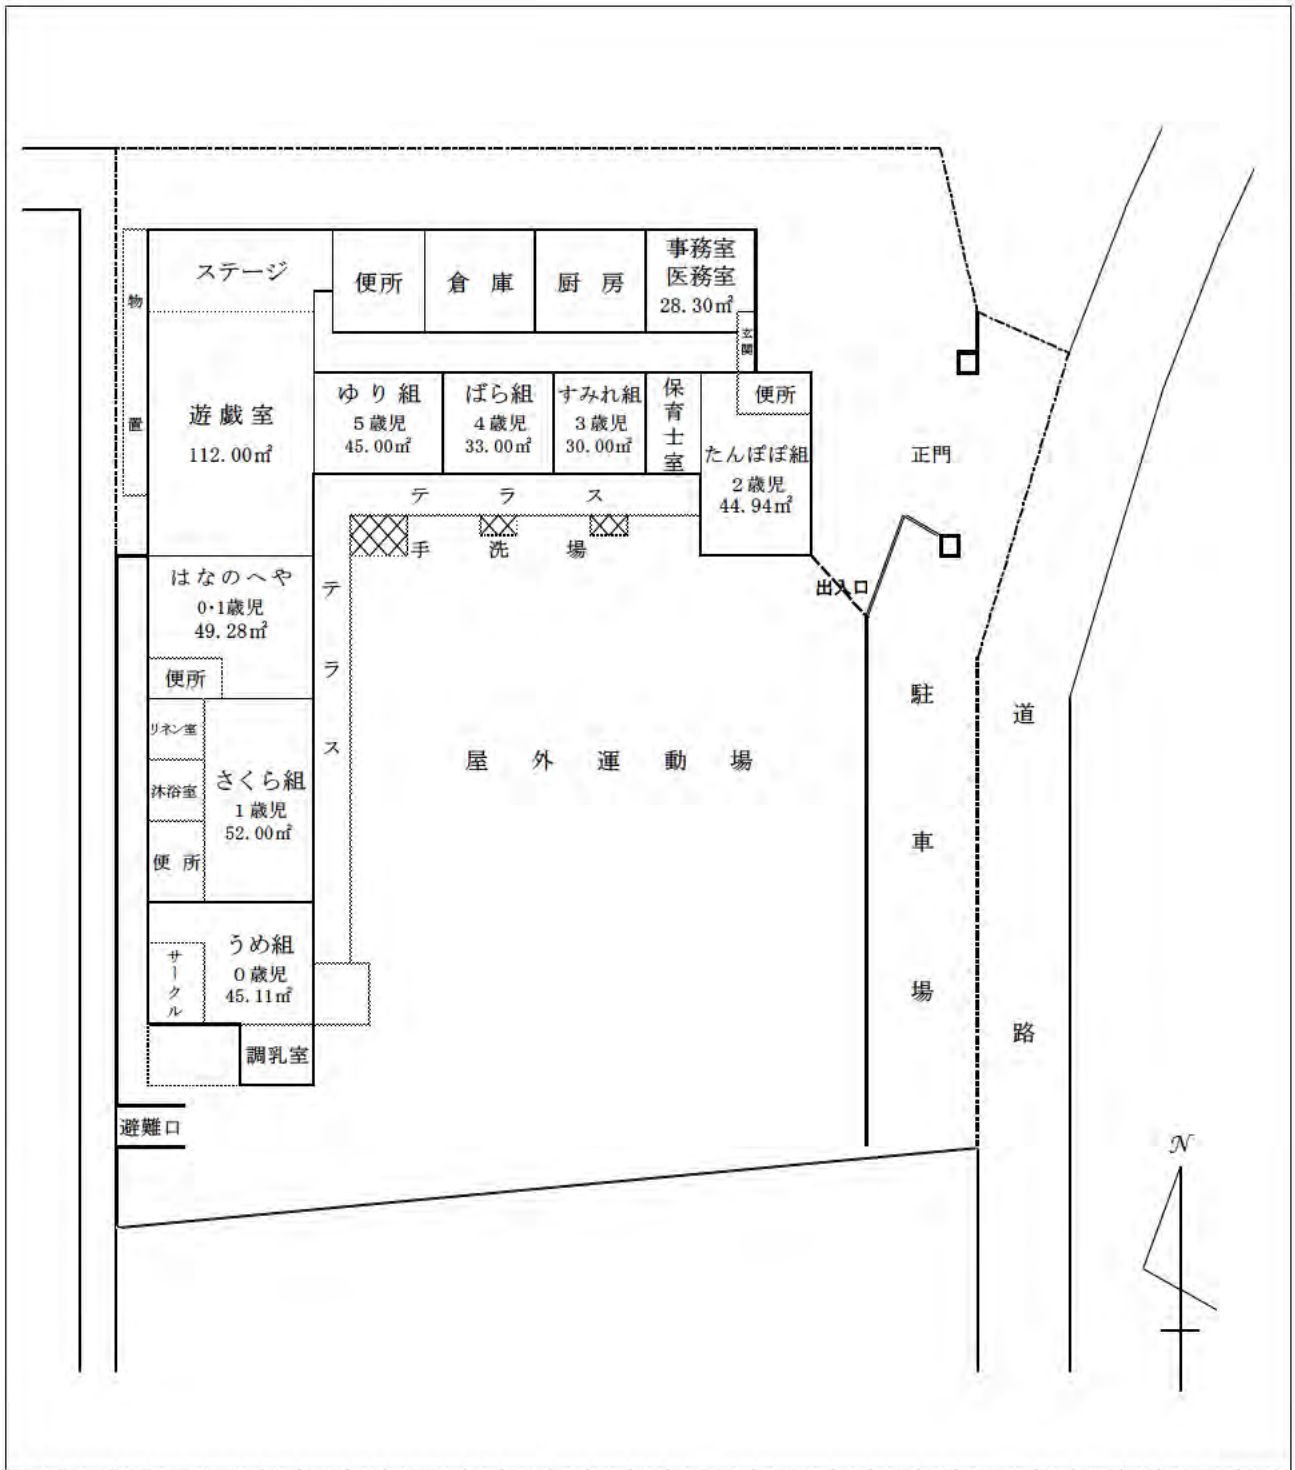 ステージ
便所
倉庫
厨房
事務室
医務室
28.30㎡
玄関
物置
遊戯室
112.00㎡
ゆり組
5歳児
45.00㎡
ばら組
4歳児
33.00㎡
すみれ組
3歳児
30.00㎡
保育士室
便所
たんぽぽ組
2歳児
44.94㎡
正門
テラス
手洗場
出入口
はなのへや
0・1歳児
49.28㎡
便所
テラス
リネン室
沐浴室
便所
さくら組
1歳児
52.00㎡
屋外運動場
駐車場
道路
うめ組
0歳児
45.11㎡
サークル
調乳室
避難口
N